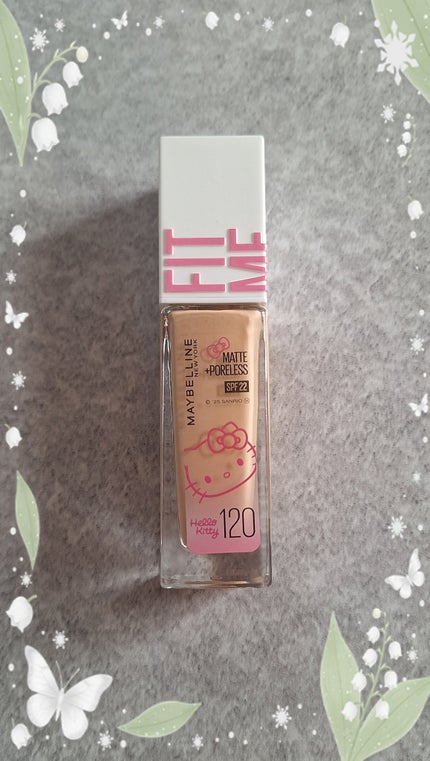 FIT
ME
MAYBELLINE
NEW YORK
MATTE
+PORELESS
SPF 22
© '25 SANRIO
Hello
Kitty
120